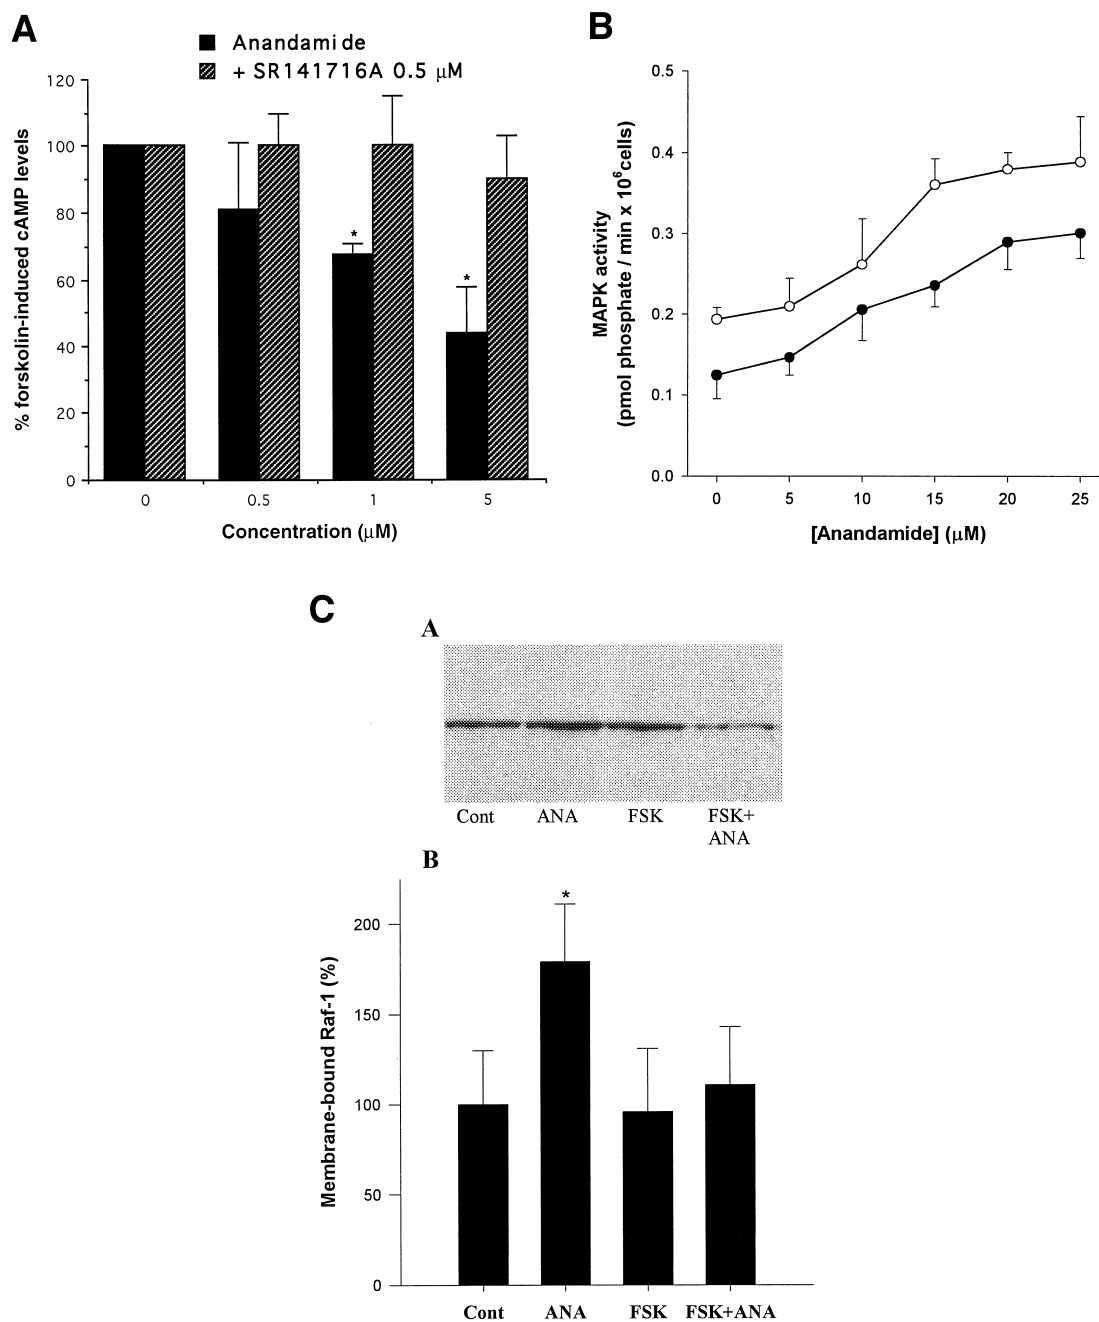 A
Anandamide
+ SR141716A 0.5 μM
% forskolin-induced cAMP levels
120
100
80
60
40
20
0
*
*
0 0.5 1 5
Concentration (μM)
B
MAPK activity
(pmol phosphate / min x 10⁶cells)
0.5
0.4
0.3
0.2
0.1
0.0
0 5 10 15 20 25
[Anandamide] (μM)
C
A
Cont ANA FSK FSK+
ANA
B
Membrane-bound Raf-1 (%)
200
150
100
50
0
*
Cont ANA FSK FSK+ANA